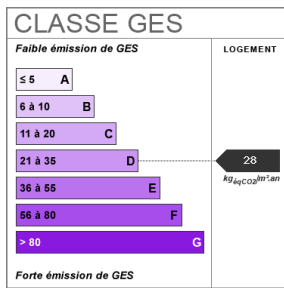 CLASSE GES
Faible émission de GES
LOGEMENT
≤ 5 A
6 à 10 B
11 à 20 C
21 à 35 D
28
kgéqCO2/m².an
36 à 55 E
56 à 80 F
> 80 G
Forte émission de GES